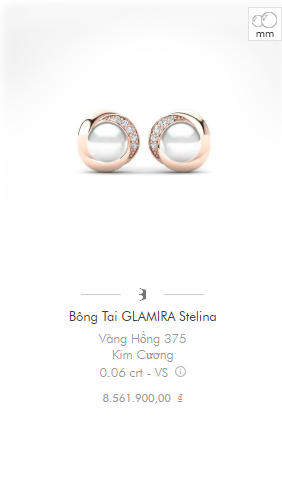 mm
Bông Tai GLAMIRA Stelina
Vàng Hồng 375
Kim Cương
0.06 crt - VS
8.561.900,00 ₫